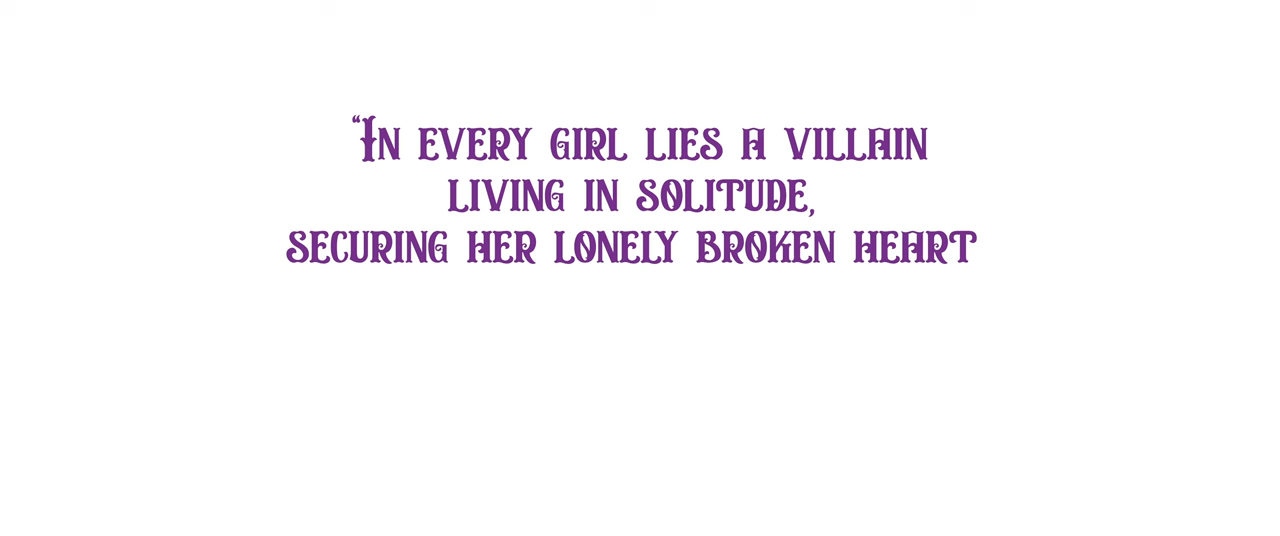 “In every girl lies a villain
living in solitude,
securing her lonely broken heart